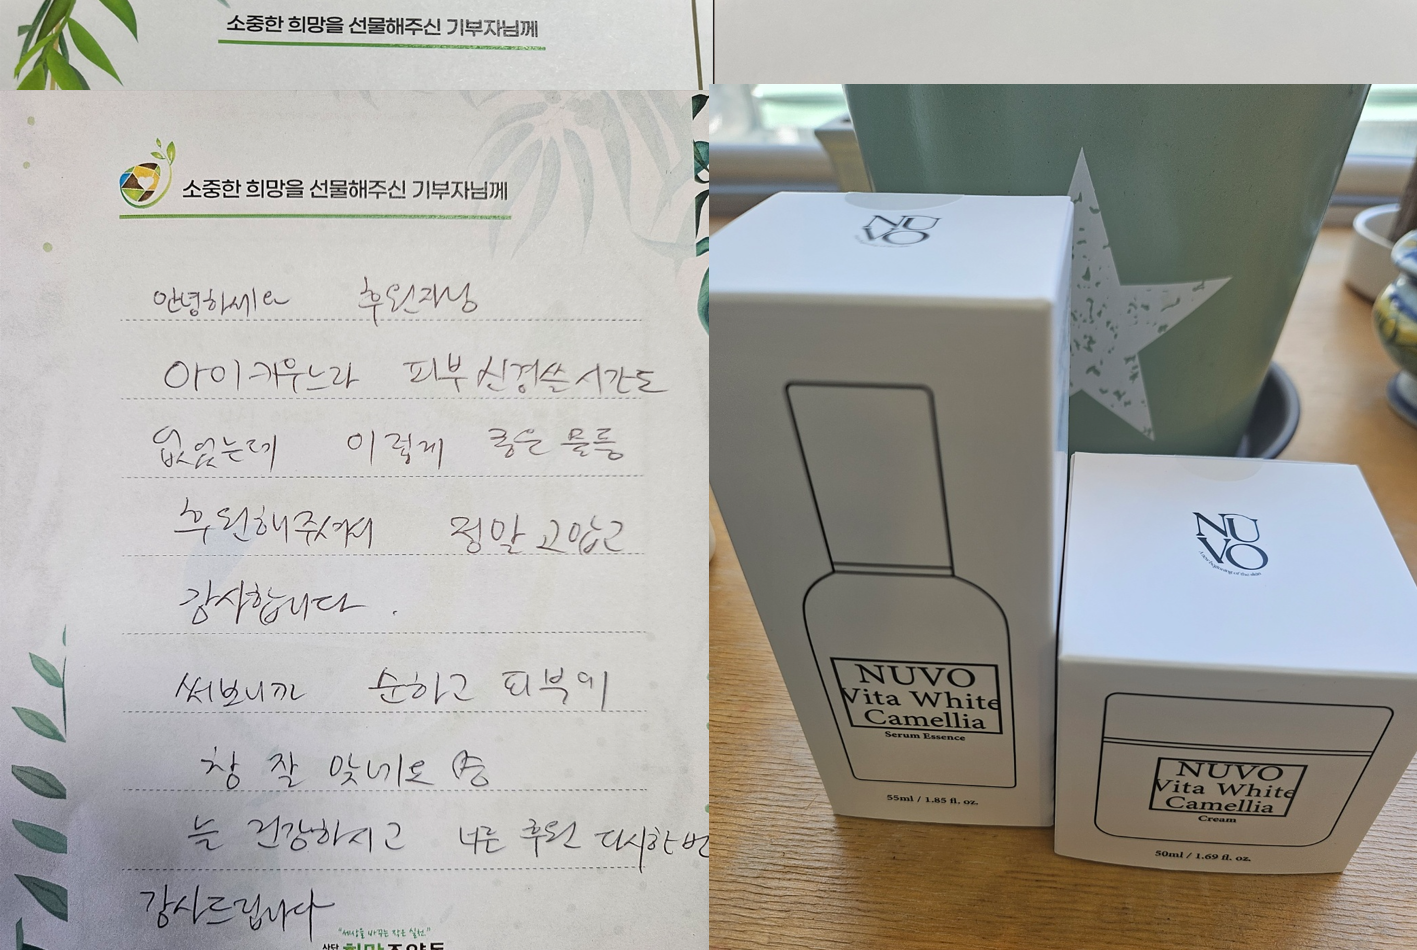 소중한 희망을 선물해주신 기부자님께
소중한 희망을 선물해주신 기부자님께
안녕하세요 후원자님
아이키우느라 피부 신경쓸시간도
없었는데 이렇게 좋은 물품
후원해주셔서 정말 고맙고
감사합니다.
써보니까 순하고 피부에
참 잘 맞네요
늘 건강하시고 후원 다시한번
감사드립니다
"세상을 바꾸는 작은 실천"
NU
VO
NUVO
Vita White
Camellia
Serum Essence
55ml / 1.85 fl. oz.
NU
VO
NUVO
Vita White
Camellia
Cream
50ml / 1.69 fl. oz.